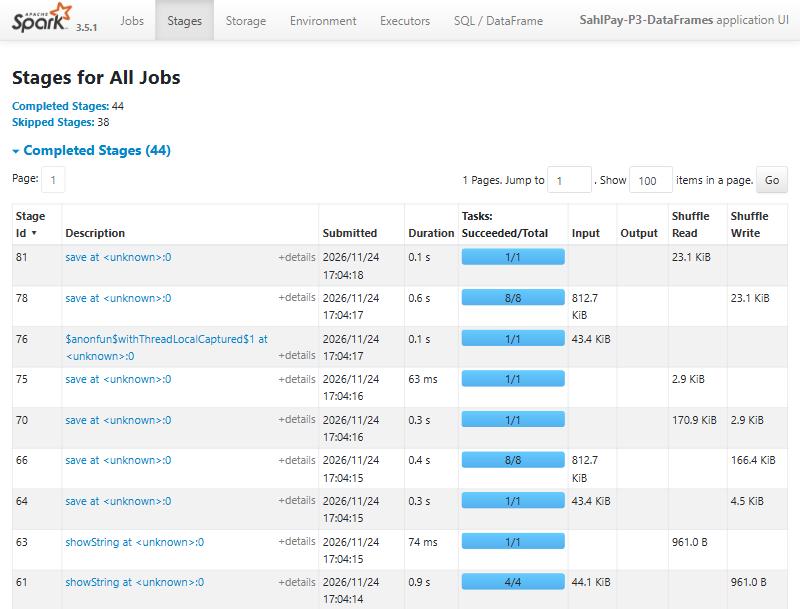 APACHE Spark 3.5.1 Jobs Stages Storage Environment Executors SQL / DataFrame SahlPay-P3-DataFrames application UI
Stages for All Jobs
Completed Stages: 44
Skipped Stages: 38
Completed Stages (44)
Page: 1 1 Pages. Jump to 1 . Show 100 items in a page. Go
Stage Id ▾ Description Submitted Duration Tasks: Succeeded/Total Input Output Shuffle Read Shuffle Write
81 save at <unknown>:0 +details 2026/11/24 17:04:18 0.1 s 1/1 23.1 KiB
78 save at <unknown>:0 +details 2026/11/24 17:04:17 0.6 s 8/8 812.7 KiB 23.1 KiB
76 $anonfun$withThreadLocalCaptured$1 at <unknown>:0 +details 2026/11/24 17:04:17 0.1 s 1/1 43.4 KiB
75 save at <unknown>:0 +details 2026/11/24 17:04:16 63 ms 1/1 2.9 KiB
70 save at <unknown>:0 +details 2026/11/24 17:04:16 0.3 s 1/1 170.9 KiB 2.9 KiB
66 save at <unknown>:0 +details 2026/11/24 17:04:15 0.4 s 8/8 812.7 KiB 166.4 KiB
64 save at <unknown>:0 +details 2026/11/24 17:04:15 0.3 s 1/1 43.4 KiB 4.5 KiB
63 showString at <unknown>:0 +details 2026/11/24 17:04:15 74 ms 1/1 961.0 B
61 showString at <unknown>:0 +details 2026/11/24 17:04:14 0.9 s 4/4 44.1 KiB 961.0 B